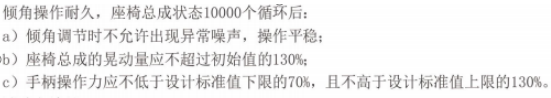 倾角操作耐久，座椅总成状态10000个循环后：
a）倾角调节时不允许出现异常噪声，操作平稳；
b）座椅总成的晃动量应不超过初始值的130%；
c）手柄操作力应不低于设计标准值下限的70%，且不高于设计标准值上限的130%。